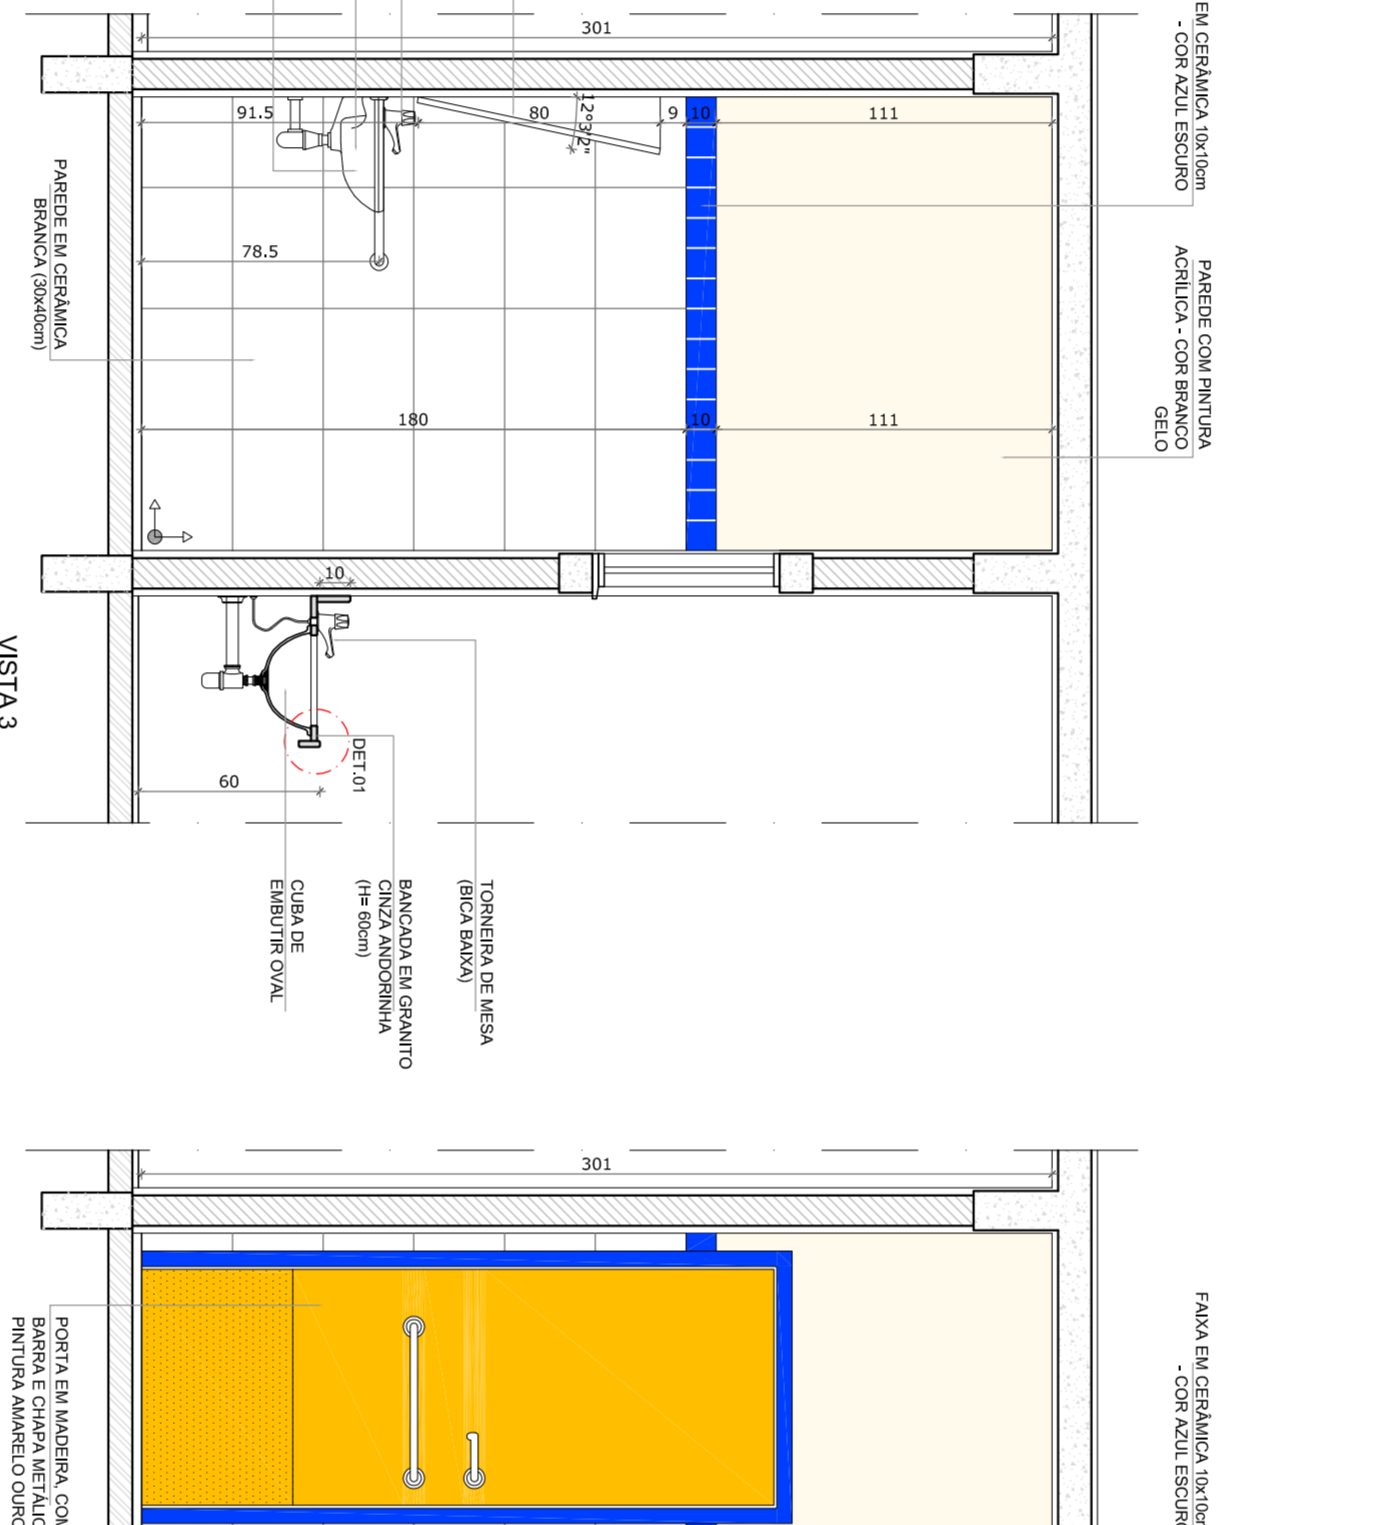 301
EM CERÂMICA 10x10cm
- COR AZUL ESCURO
91.5
80
12°3'2"
9
10
111
PAREDE EM CERÂMICA
BRANCA (30x40cm)
78.5
PAREDE COM PINTURA
ACRÍLICA - COR BRANCO
GELO
180
10
111
10
VISTA 3
DET.01
60
TORNEIRA DE MESA
(BICA BAIXA)
BANCADA EM GRANITO
CINZA ANDORINHA
(H= 60cm)
CUBA DE
EMBUTIR OVAL
301
FAIXA EM CERÂMICA 10x10cm
- COR AZUL ESCURO
PORTA EM MADEIRA, COM
BARRA E CHAPA METÁLIC
PINTURA AMARELO OURO